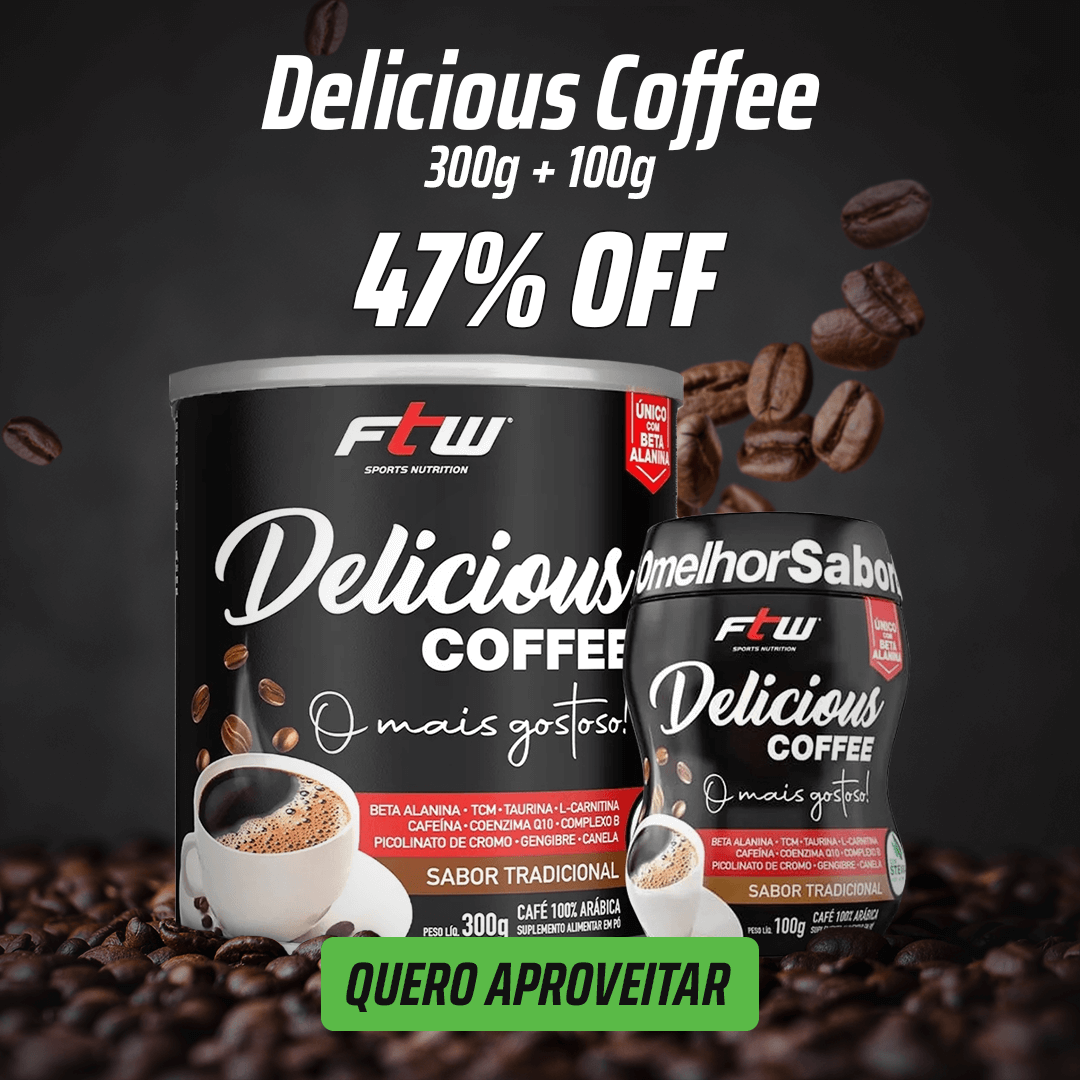 Delicious Coffee
300g + 100g
47% OFF
FTW
SPORTS NUTRITION
ÚNICO
COM
BETA
ALANINA
Delicious
COFFEE
O mais gostoso!
BETA ALANINA • TCM • TAURINA • L-CARNITINA
CAFEÍNA • COENZIMA Q10 • COMPLEXO B
PICOLINATO DE CROMO • GENGIBRE • CANELA
SABOR TRADICIONAL
PESO LÍQ. 300g
CAFÉ 100% ARÁBICA
SUPLEMENTO ALIMENTAR EM PÓ
OmelhorSabor
FTW
SPORTS NUTRITION
ÚNICO
COM
BETA
ALANINA
Delicious
COFFEE
O mais gostoso!
BETA ALANINA • TCM • TAURINA • L-CARNITINA
CAFEÍNA • COENZIMA Q10 • COMPLEXO B
PICOLINATO DE CROMO • GENGIBRE • CANELA
SABOR TRADICIONAL
PESO LÍQ. 100g
CAFÉ 100% ARÁBICA
QUERO APROVEITAR